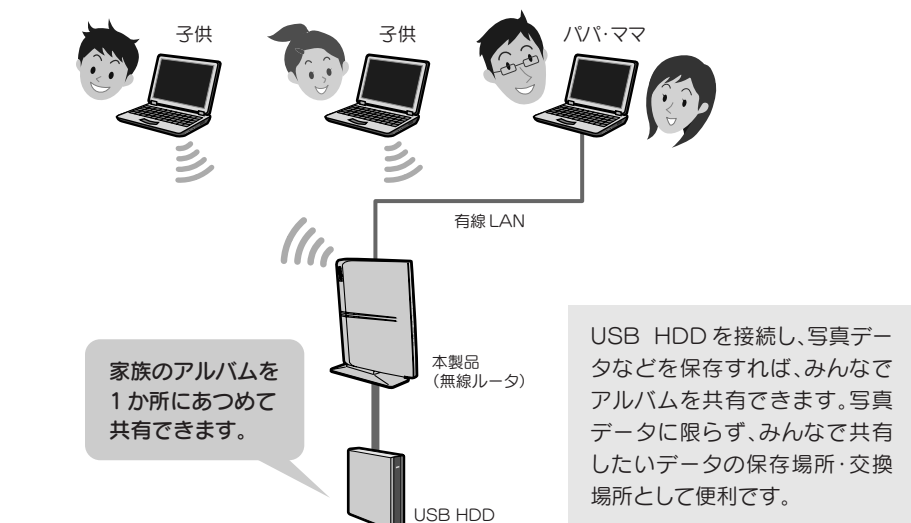 子供
子供
パパ・ママ
有線 LAN
本製品
（無線ルータ）
家族のアルバムを
1 か所にあつめて
共有できます。
USB HDD
USB HDD を接続し、写真デー
タなどを保存すれば、みんなで
アルバムを共有できます。写真
データに限らず、みんなで共有
したいデータの保存場所・交換
場所として便利です。